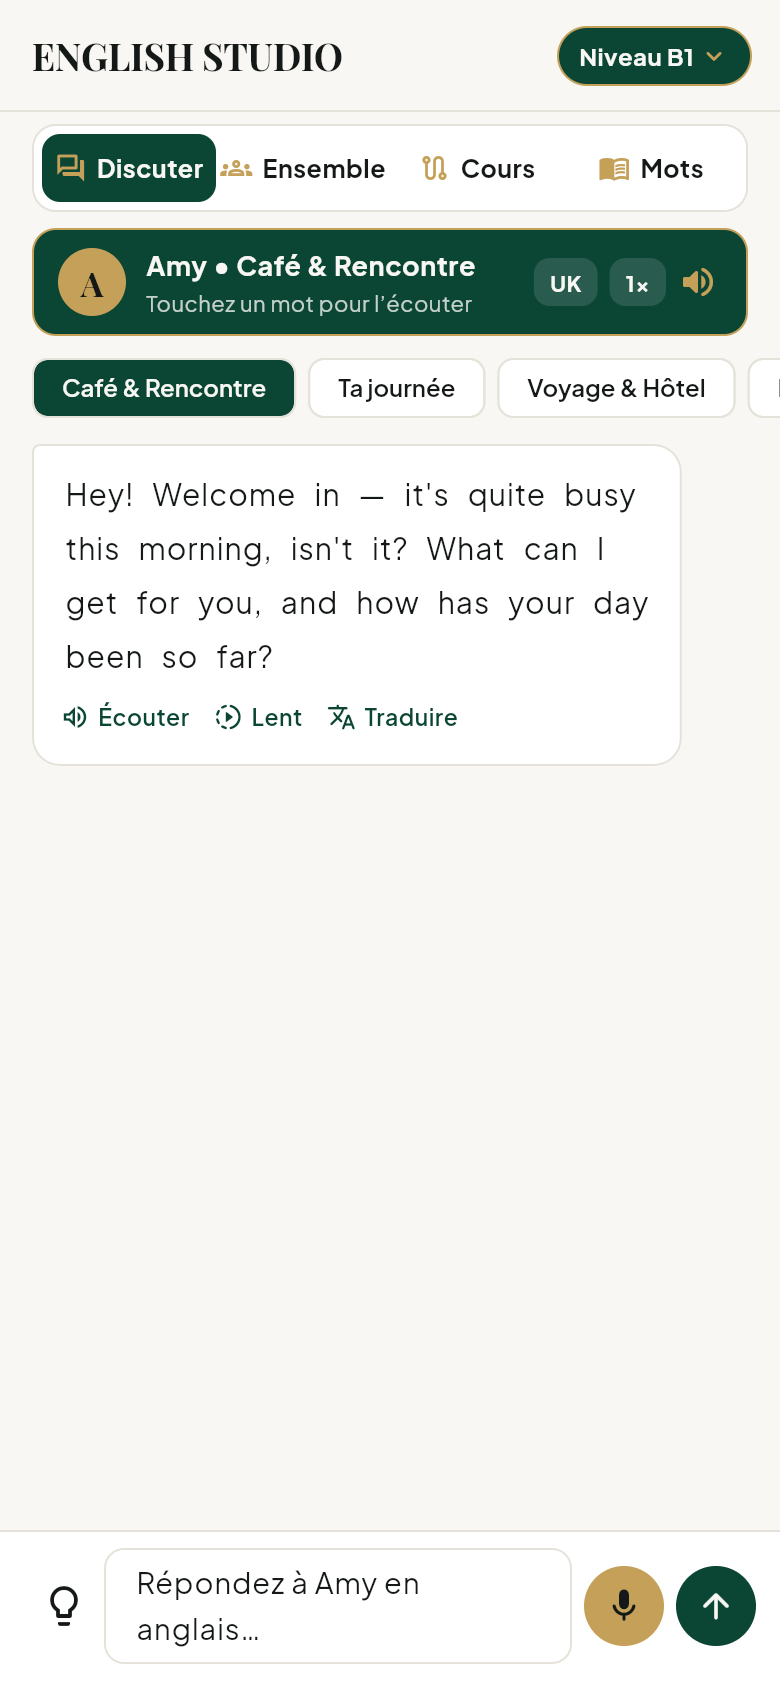 ENGLISH STUDIO
Niveau B1
Discuter
Ensemble
Cours
Mots
A
Amy • Café & Rencontre
Touchez un mot pour l’écouter
UK
1×
Café & Rencontre
Ta journée
Voyage & Hôtel
Hey! Welcome in — it's quite busy
this morning, isn't it? What can I
get for you, and how has your day
been so far?
Écouter
Lent
Traduire
Répondez à Amy en
anglais…